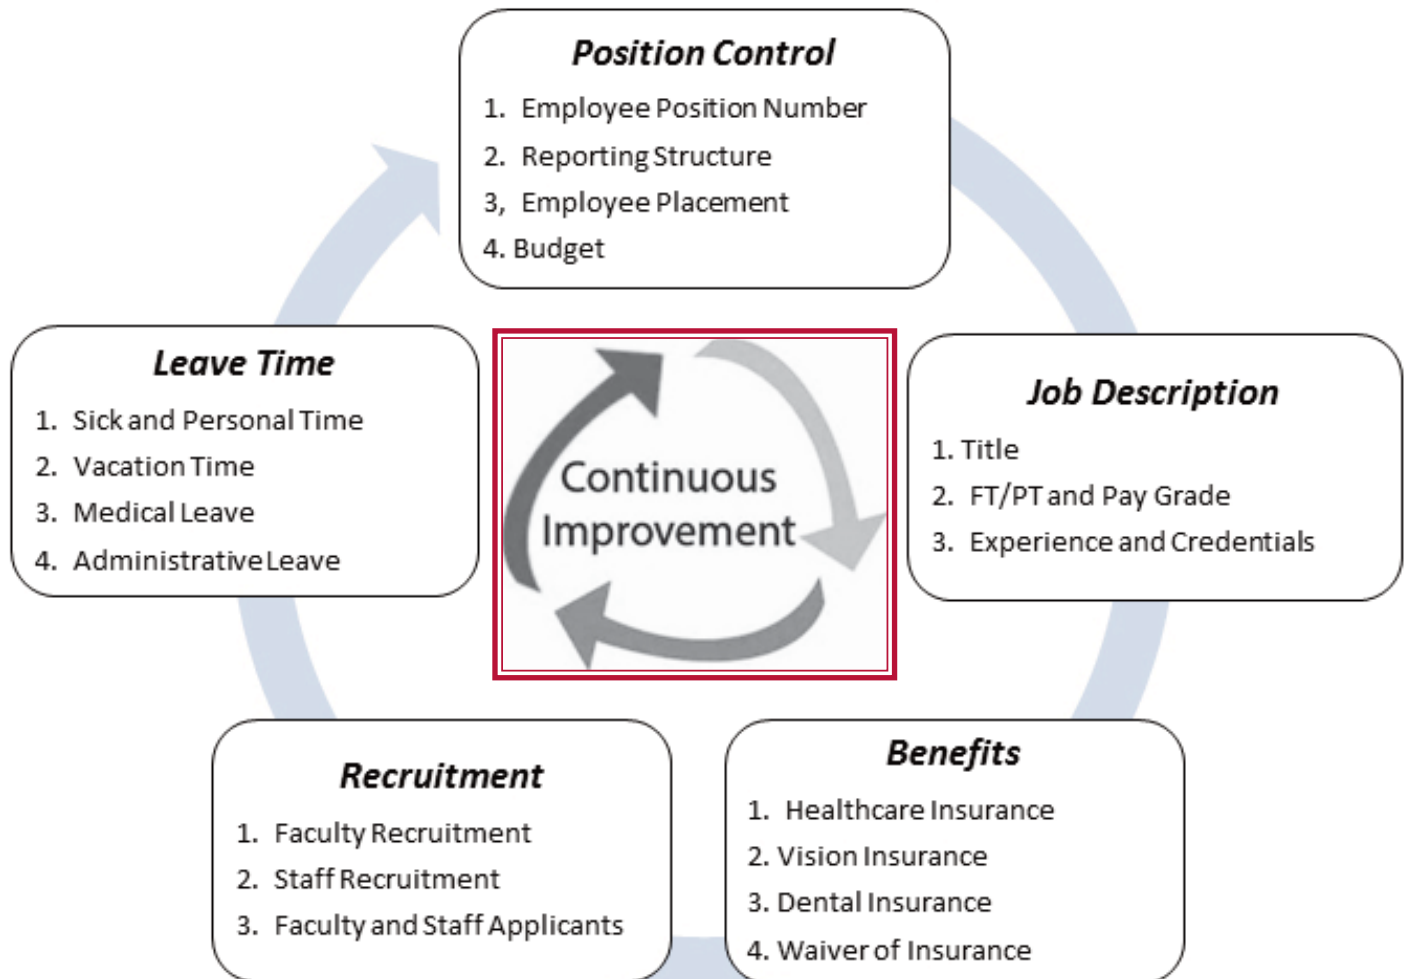 Position Control
1. Employee Position Number
2. Reporting Structure
3, Employee Placement
4. Budget
Leave Time
1. Sick and Personal Time
2. Vacation Time
3. Medical Leave
4. Administrative Leave
Continuous
Improvement
Job Description
1. Title
2. FT/PT and Pay Grade
3. Experience and Credentials
Recruitment
1. Faculty Recruitment
2. Staff Recruitment
3. Faculty and Staff Applicants
Benefits
1. Healthcare Insurance
2. Vision Insurance
3. Dental Insurance
4. Waiver of Insurance